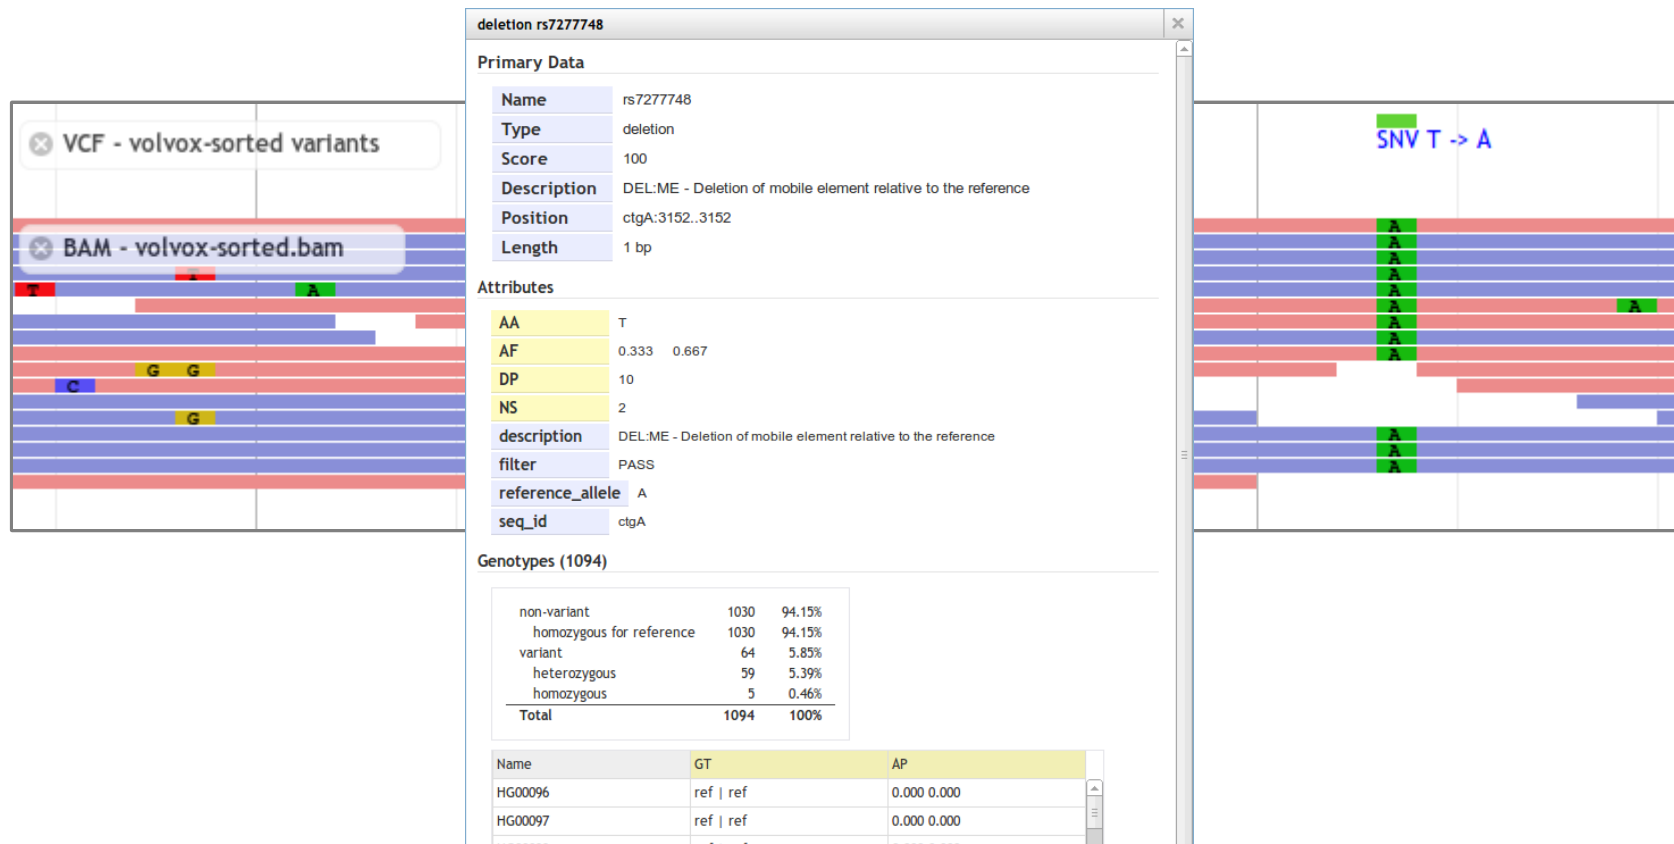 deletion rs7277748
Primary Data
Name rs7277748
Type deletion
Score 100
Description DEL:ME - Deletion of mobile element relative to the reference
Position ctgA:3152..3152
Length 1 bp
Attributes
AA T
AF 0.333 0.667
DP 10
NS 2
description DEL:ME - Deletion of mobile element relative to the reference
filter PASS
reference_allele A
seq_id ctgA
Genotypes (1094)
non-variant 1030 94.15%
homozygous for reference 1030 94.15%
variant 64 5.85%
heterozygous 59 5.39%
homozygous 5 0.46%
Total 1094 100%
Name GT AP
HG00096 ref | ref 0.000 0.000
HG00097 ref | ref 0.000 0.000
VCF - volvox-sorted variants
BAM - volvox-sorted.bam
T
T A
G G
C
G
SNV T -> A
A
A
A
A
A
A A
A
A
A
A
A
A